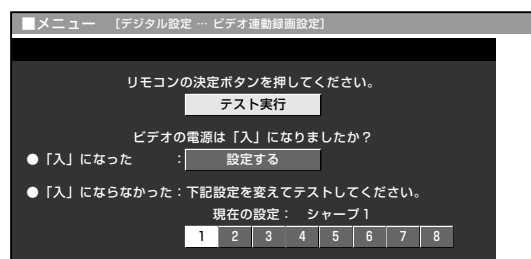 ■メニュー [デジタル設定 … ビデオ連動録画設定]
リモコンの決定ボタンを押してください。
テスト実行
ビデオの電源は「入」になりましたか？
●「入」になった ： 設定する
●「入」にならなかった：下記設定を変えてテストしてください。
現在の設定： シャープ1
1 2 3 4 5 6 7 8